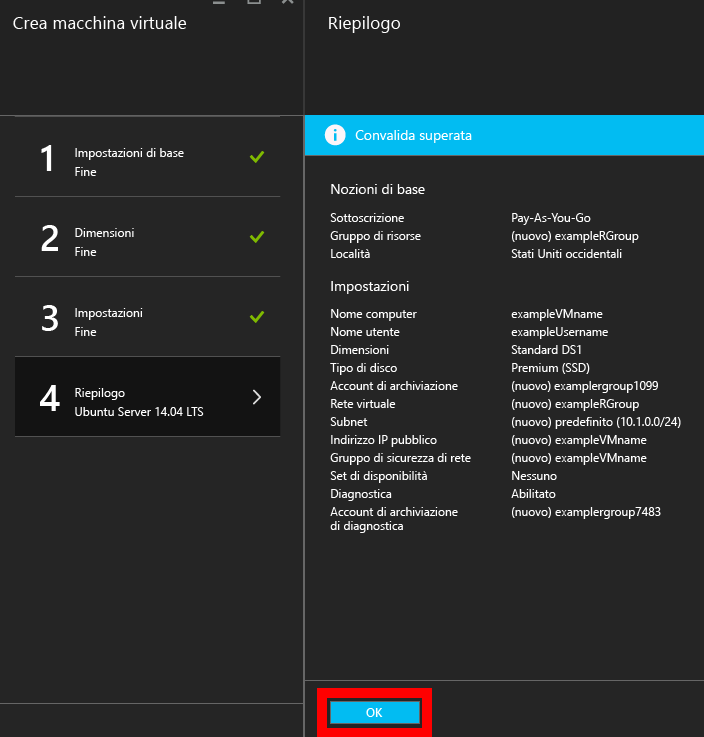 Crea macchina virtuale
1
Impostazioni di base
Fine
2
Dimensioni
Fine
3
Impostazioni
Fine
4
Riepilogo
Ubuntu Server 14.04 LTS
Riepilogo
Convalida superata
Nozioni di base
Sottoscrizione Pay-As-You-Go
Gruppo di risorse (nuovo) exampleRGroup
Località Stati Uniti occidentali
Impostazioni
Nome computer exampleVMname
Nome utente exampleUsername
Dimensioni Standard DS1
Tipo di disco Premium (SSD)
Account di archiviazione (nuovo) examplergroup1099
Rete virtuale (nuovo) exampleRGroup
Subnet (nuovo) predefinito (10.1.0.0/24)
Indirizzo IP pubblico (nuovo) exampleVMname
Gruppo di sicurezza di rete (nuovo) exampleVMname
Set di disponibilità Nessuno
Diagnostica Abilitato
Account di archiviazione (nuovo) examplergroup7483
di diagnostica
OK